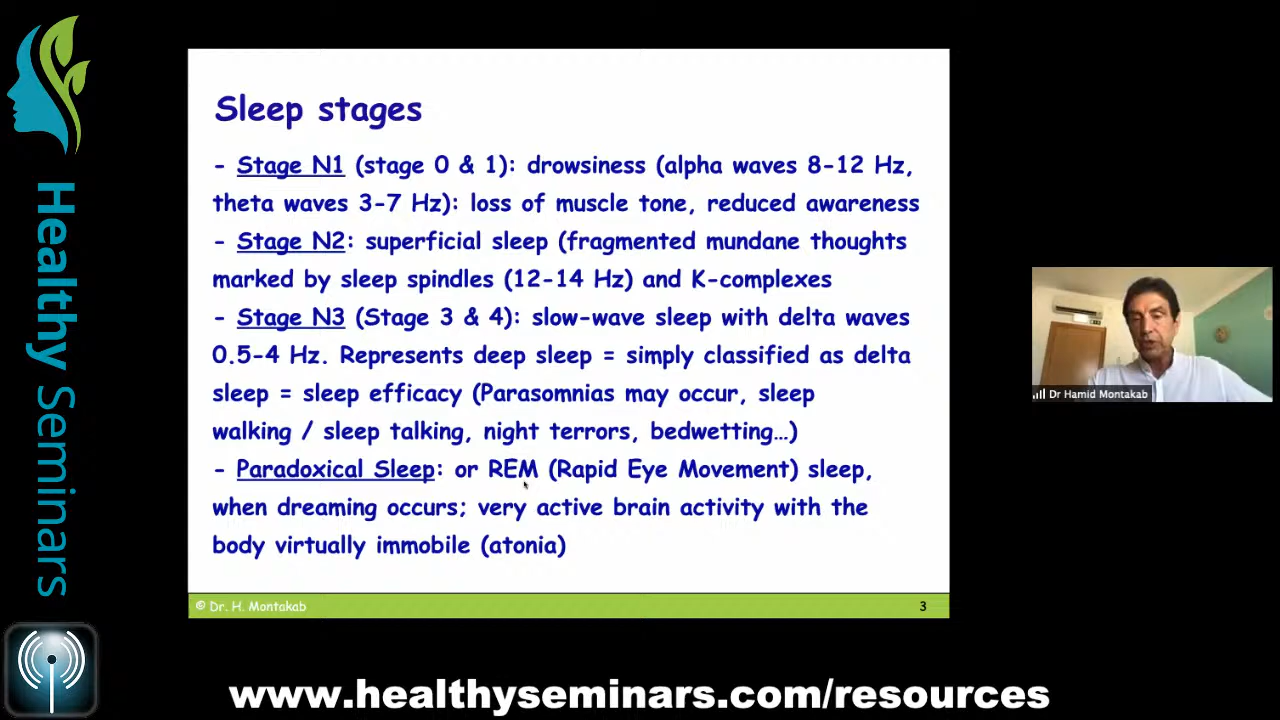 Healthy Seminars
Sleep stages
- Stage N1 (stage 0 & 1): drowsiness (alpha waves 8-12 Hz,
theta waves 3-7 Hz): loss of muscle tone, reduced awareness
- Stage N2: superficial sleep (fragmented mundane thoughts
marked by sleep spindles (12-14 Hz) and K-complexes
- Stage N3 (Stage 3 & 4): slow-wave sleep with delta waves
0.5-4 Hz. Represents deep sleep = simply classified as delta
sleep = sleep efficacy (Parasomnias may occur, sleep
walking / sleep talking, night terrors, bedwetting…)
- Paradoxical Sleep: or REM (Rapid Eye Movement) sleep,
when dreaming occurs; very active brain activity with the
body virtually immobile (atonia)
© Dr. H. Montakab
3
Dr Hamid Montakab
www.healthyseminars.com/resources